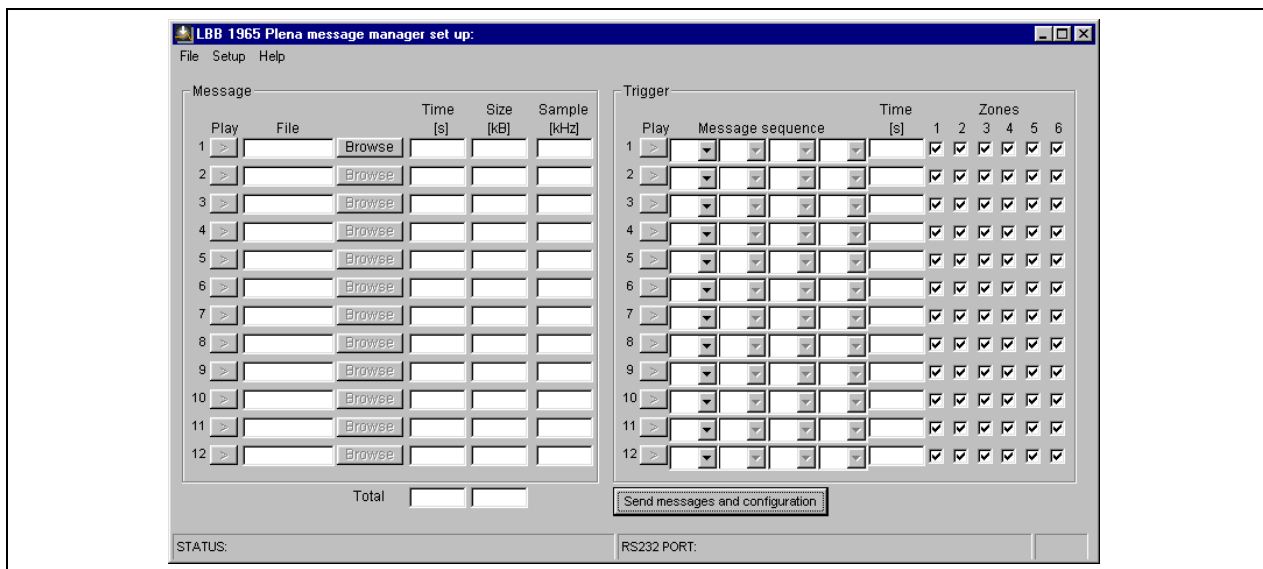 LBB 1965 Plena message manager set up:
File Setup Help
Message
Time Size Sample
Play File [s] [kB] [kHz]
1 > Browse
2 > Browse
3 > Browse
4 > Browse
5 > Browse
6 > Browse
7 > Browse
8 > Browse
9 > Browse
10 > Browse
11 > Browse
12 > Browse
Total
Trigger
Time Zones
Play Message sequence [s] 1 2 3 4 5 6
1 >
2 >
3 >
4 >
5 >
6 >
7 >
8 >
9 >
10 >
11 >
12 >
Send messages and configuration
STATUS:
RS232 PORT: